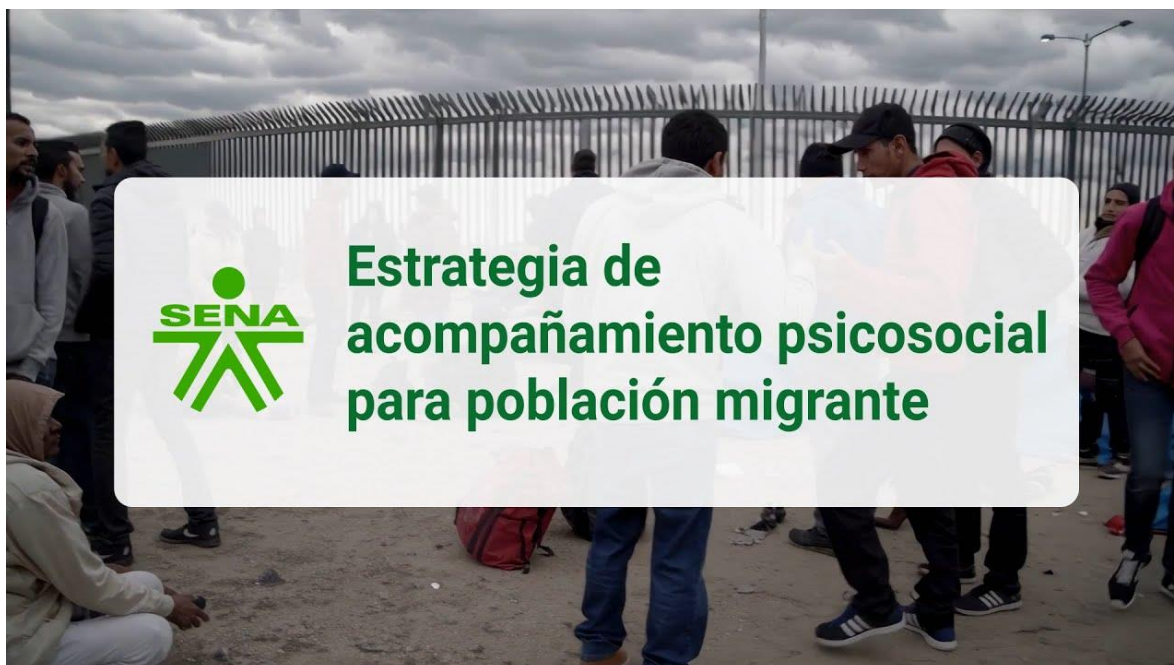 SENA
Estrategia de
acompañamiento psicosocial
para población migrante